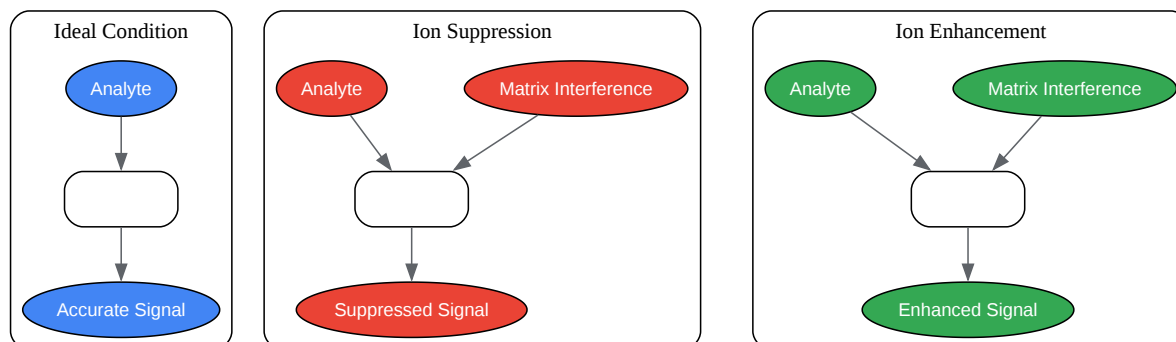 Ideal Condition
Analyte
Accurate Signal
Ion Suppression
Analyte
Matrix Interference
Suppressed Signal
Ion Enhancement
Analyte
Matrix Interference
Enhanced Signal